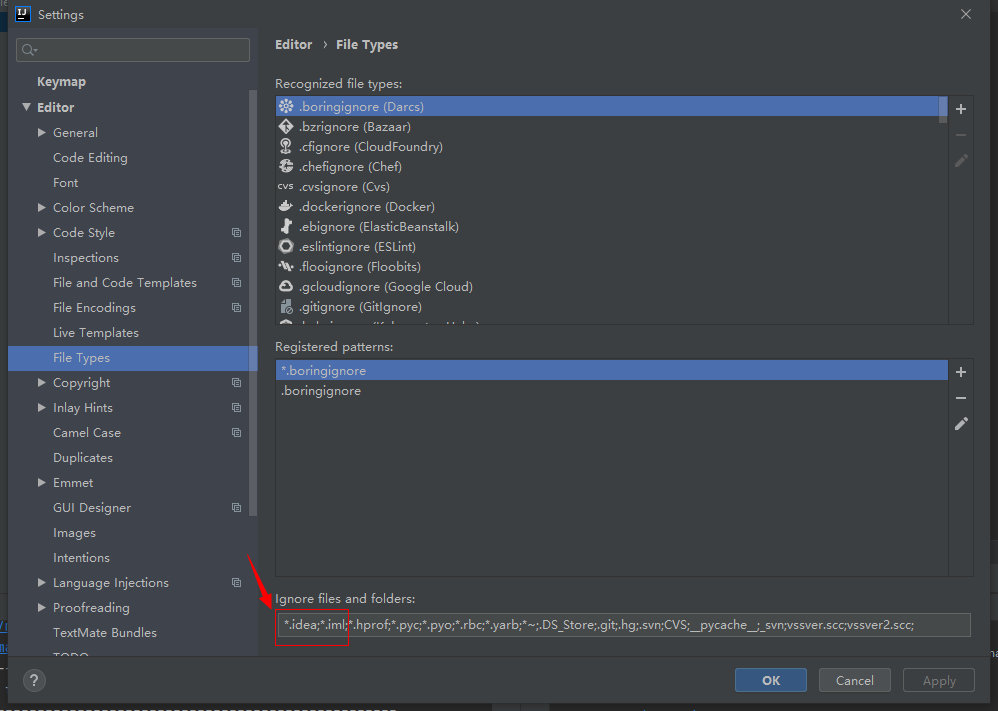 Settings
Keymap
Editor
General
Code Editing
Font
Color Scheme
Code Style
Inspections
File and Code Templates
File Encodings
Live Templates
File Types
Copyright
Inlay Hints
Camel Case
Duplicates
Emmet
GUI Designer
Images
Intentions
Language Injections
Proofreading
TextMate Bundles
TODO
Editor › File Types
Recognized file types:
.boringignore (Darcs)
.bzrignore (Bazaar)
.cfignore (CloudFoundry)
.chefignore (Chef)
cvs .cvsignore (Cvs)
.dockerignore (Docker)
.ebignore (ElasticBeanstalk)
.eslintignore (ESLint)
.flooignore (Floobits)
.gcloudignore (Google Cloud)
.gitignore (GitIgnore)
Registered patterns:
*.boringignore
.boringignore
Ignore files and folders:
*.idea;*.iml;*.hprof;*.pyc;*.pyo;*.rbc;*.yarb;*~;.DS_Store;.git;.hg;.svn;CVS;__pycache__;_svn;vssver.scc;vssver2.scc;
?
OK
Cancel
Apply